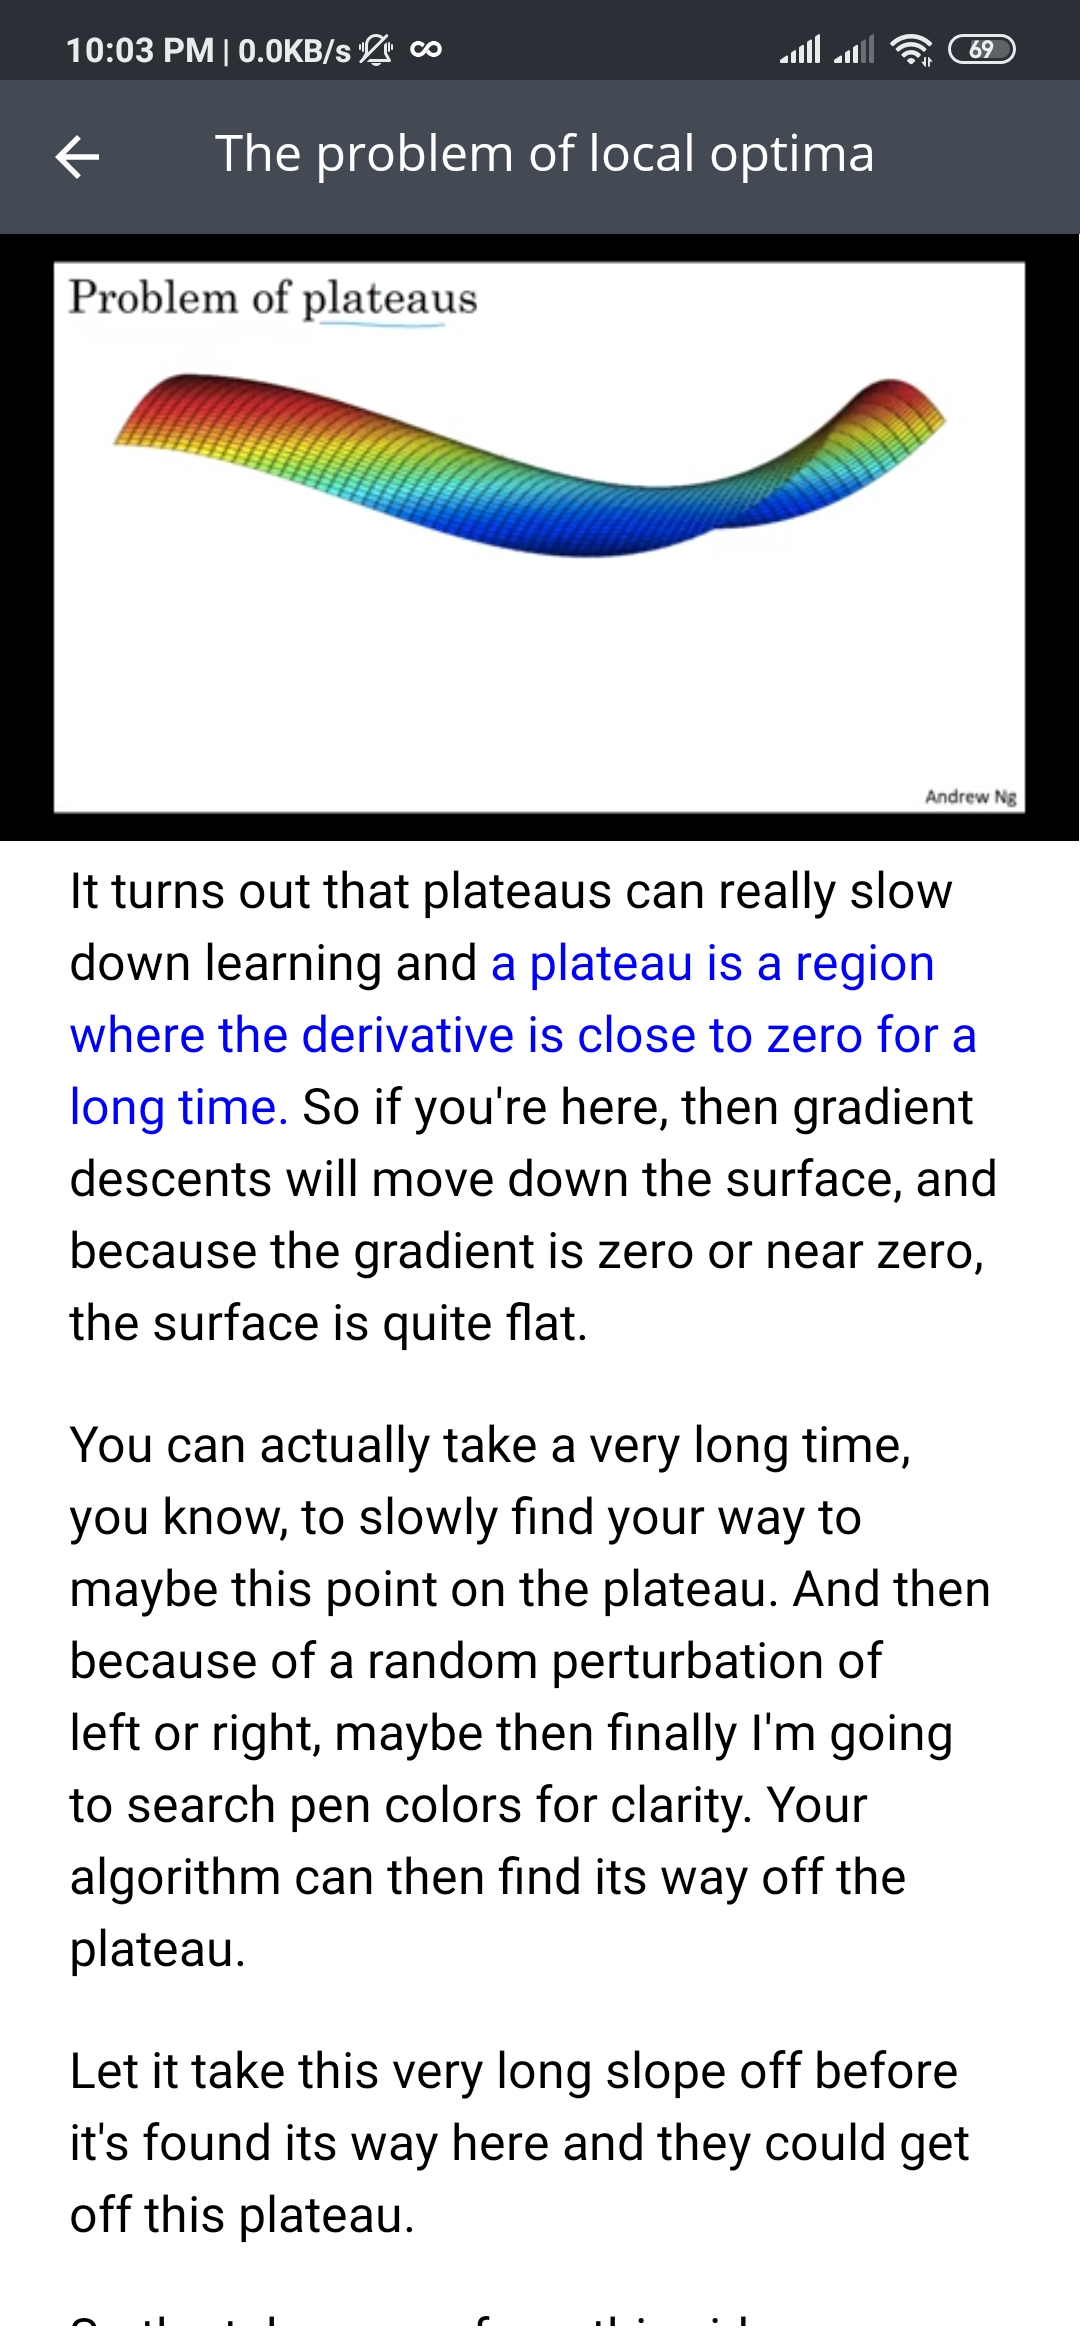 10:03 PM | 0.0KB/s
69
The problem of local optima
Problem of plateaus
Andrew Ng
It turns out that plateaus can really slow
down learning and a plateau is a region
where the derivative is close to zero for a
long time. So if you're here, then gradient
descents will move down the surface, and
because the gradient is zero or near zero,
the surface is quite flat.
You can actually take a very long time,
you know, to slowly find your way to
maybe this point on the plateau. And then
because of a random perturbation of
left or right, maybe then finally I'm going
to search pen colors for clarity. Your
algorithm can then find its way off the
plateau.
Let it take this very long slope off before
it's found its way here and they could get
off this plateau.